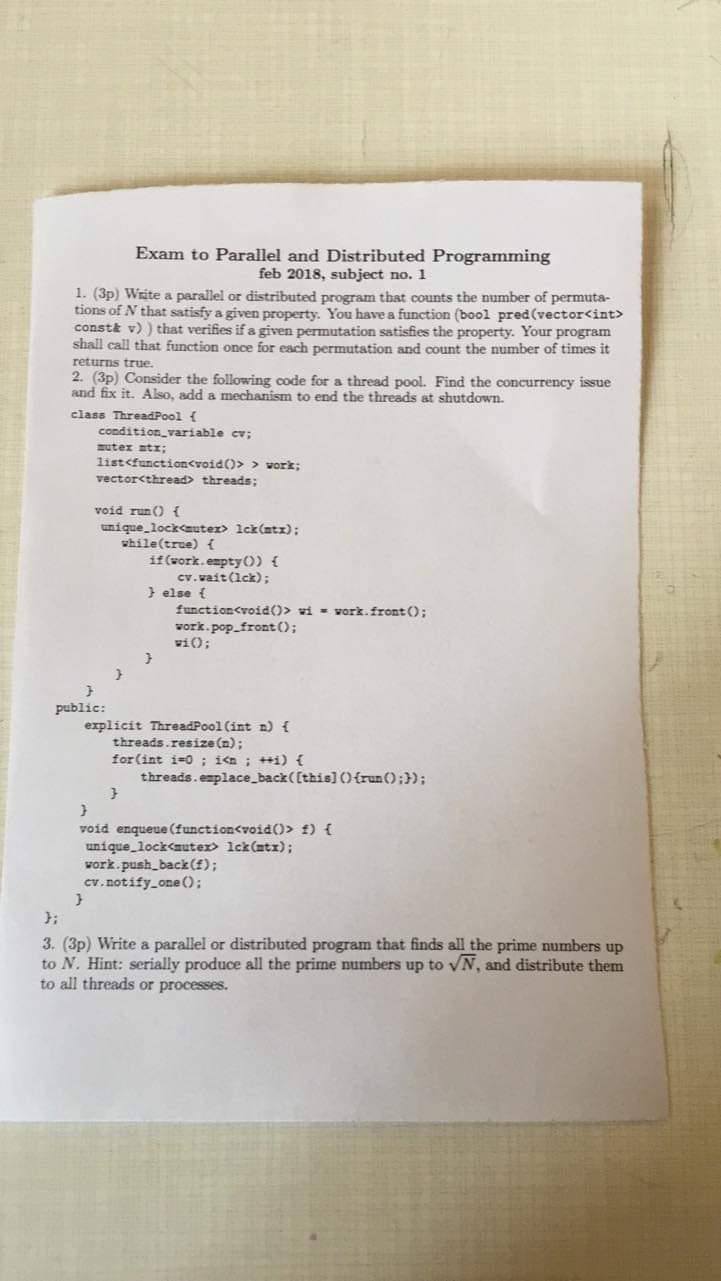 Exam to Parallel and Distributed Programming
feb 2018, subject no. 1
1. (3p) Write a parallel or distributed program that counts the number of permuta-
tions of N that satisfy a given property. You have a function (bool pred(vector<int>
const& v) ) that verifies if a given permutation satisfies the property. Your program
shall call that function once for each permutation and count the number of times it
returns true.
2. (3p) Consider the following code for a thread pool. Find the concurrency issue
and fix it. Also, add a mechanism to end the threads at shutdown.
class ThreadPool {
condition_variable cv;
mutex mtx;
list<function<void()> > work;
vector<thread> threads;
void run() {
unique_lock<mutex> lck(mtx);
while(true) {
if(work.empty()) {
cv.wait(lck);
} else {
function<void()> wi = work.front();
work.pop_front();
wi();
}
}
}
public:
explicit ThreadPool(int n) {
threads.resize(n);
for(int i=0 ; i<n ; ++i) {
threads.emplace_back([this](){run();});
}
}
void enqueue(function<void()> f) {
unique_lock<mutex> lck(mtx);
work.push_back(f);
cv.notify_one();
}
};
3. (3p) Write a parallel or distributed program that finds all the prime numbers up
to N. Hint: serially produce all the prime numbers up to √N, and distribute them
to all threads or processes.